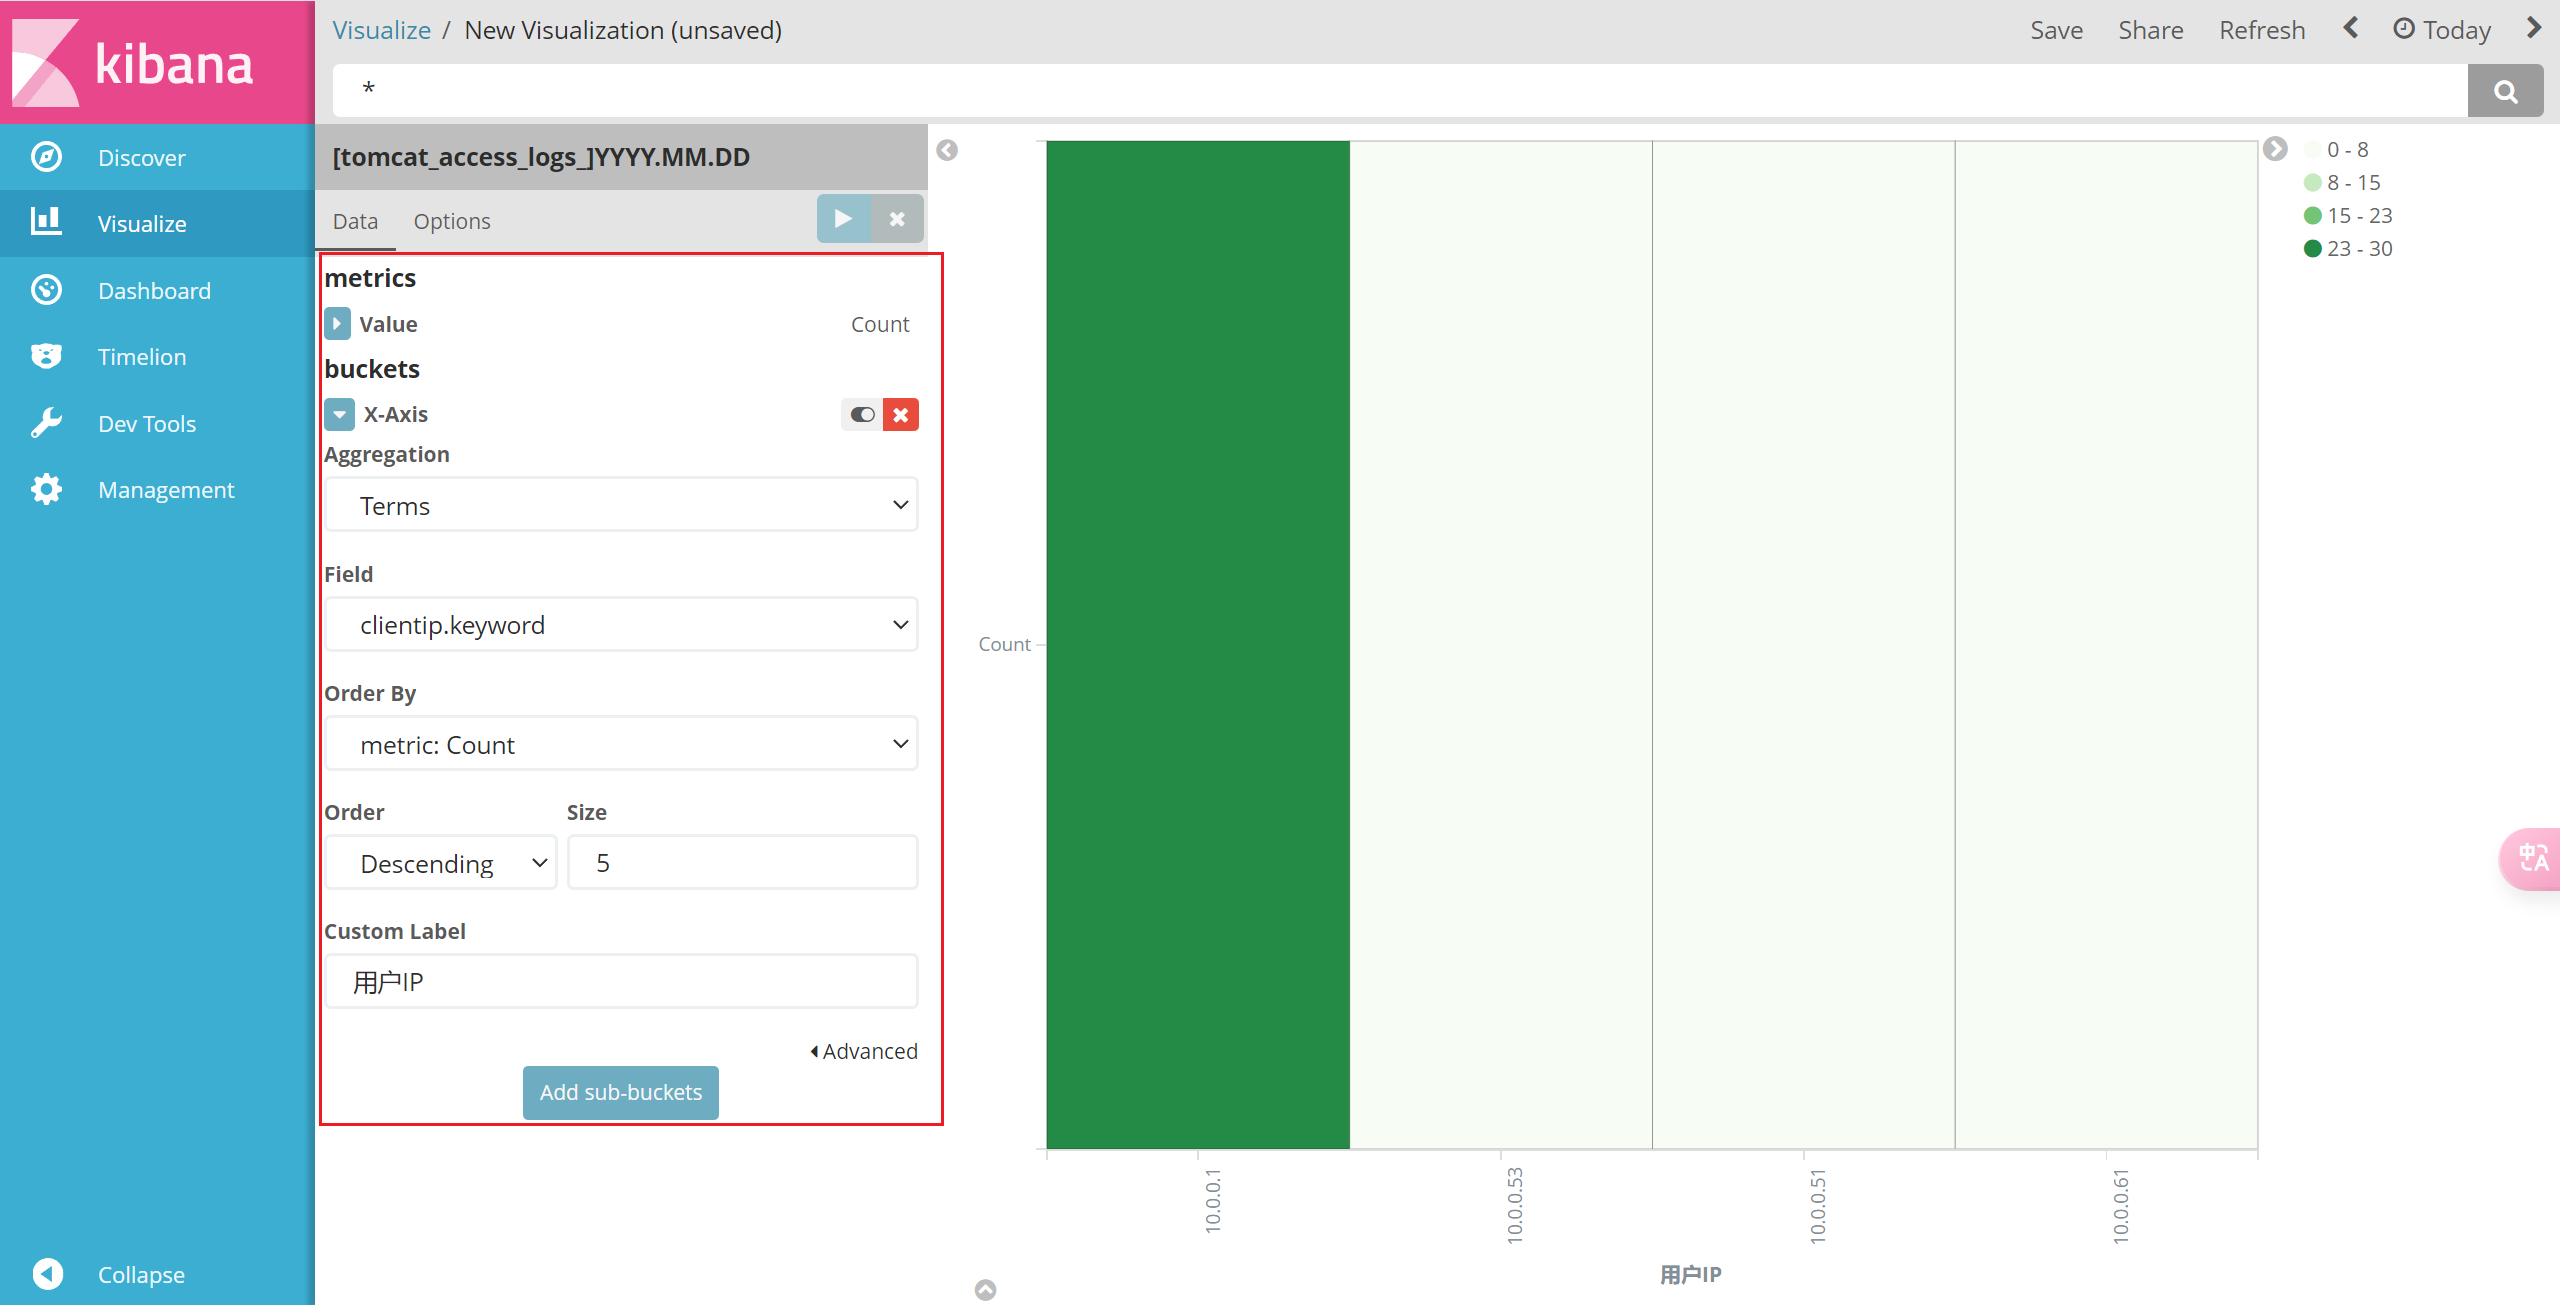 kibana
Discover
Visualize
Dashboard
Timelion
Dev Tools
Management
Collapse
Visualize / New Visualization (unsaved)
Save Share Refresh Today
*
[tomcat_access_logs_]YYYY.MM.DD
Data Options
metrics
Value Count
buckets
X-Axis
Aggregation
Terms
Field
clientip.keyword
Order By
metric: Count
Order Size
Descending 5
Custom Label
用户IP
Advanced
Add sub-buckets
Count
10.0.0.1
10.0.0.53
10.0.0.51
10.0.0.61
用户IP
0 - 8
8 - 15
15 - 23
23 - 30
中 A